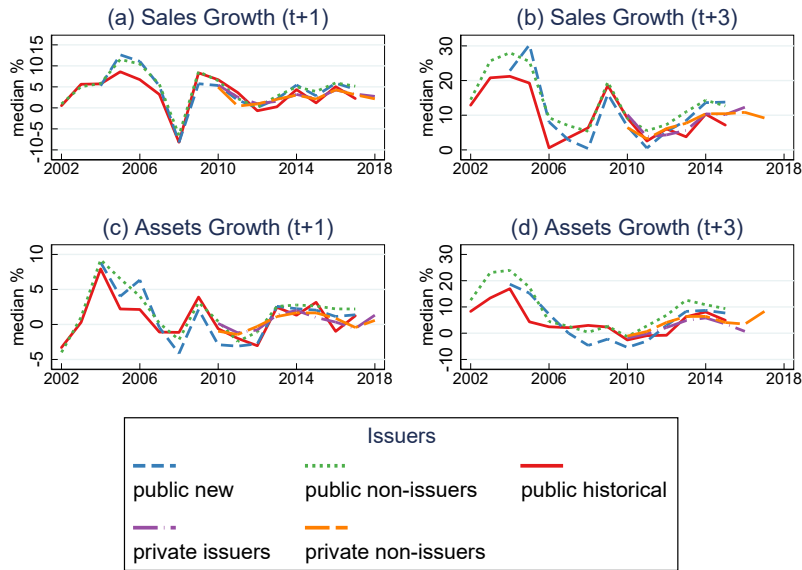 (a) Sales Growth (t+1)
median %
-10 -5 0 5 10 15
2002 2006 2010 2014 2018
(b) Sales Growth (t+3)
median %
0 10 20 30
2002 2006 2010 2014 2018
(c) Assets Growth (t+1)
median %
-5 0 5 10
2002 2006 2010 2014 2018
(d) Assets Growth (t+3)
median %
-10 0 10 20 30
2002 2006 2010 2014 2018
Issuers
public new public non-issuers public historical
private issuers private non-issuers